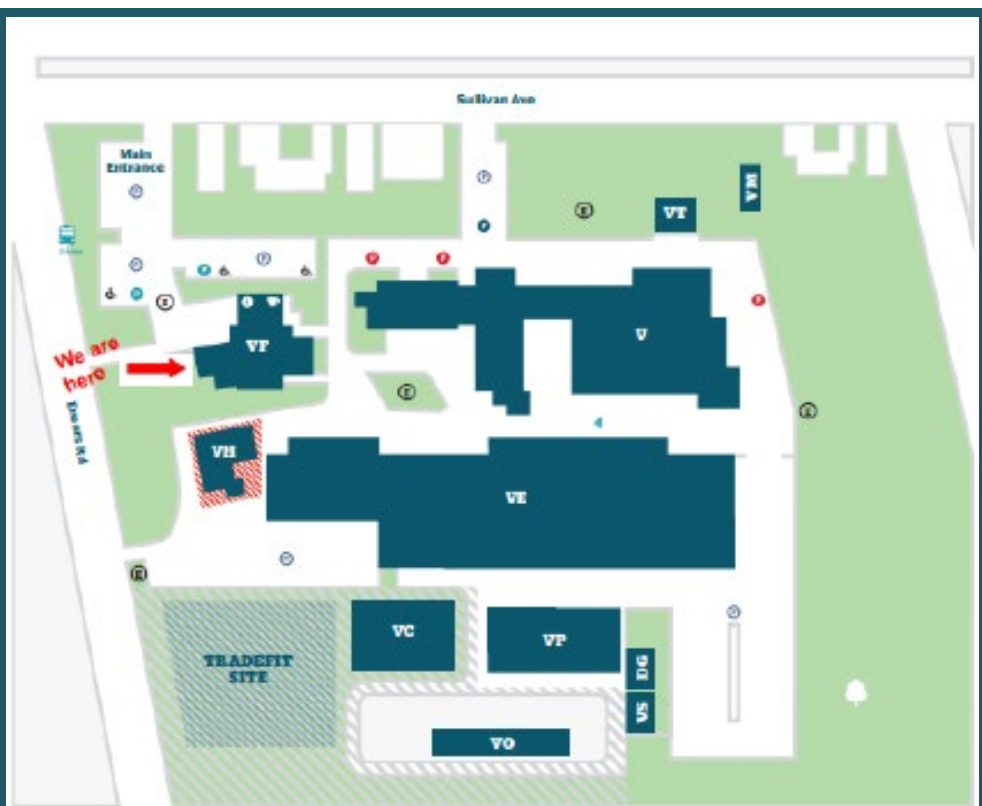 Sullivan Ave
Main
Entrance
VM
VT
We are
here
VF
V
VH
VE
VC
VP
TRADEFIT
SITE
DG
VS
VO